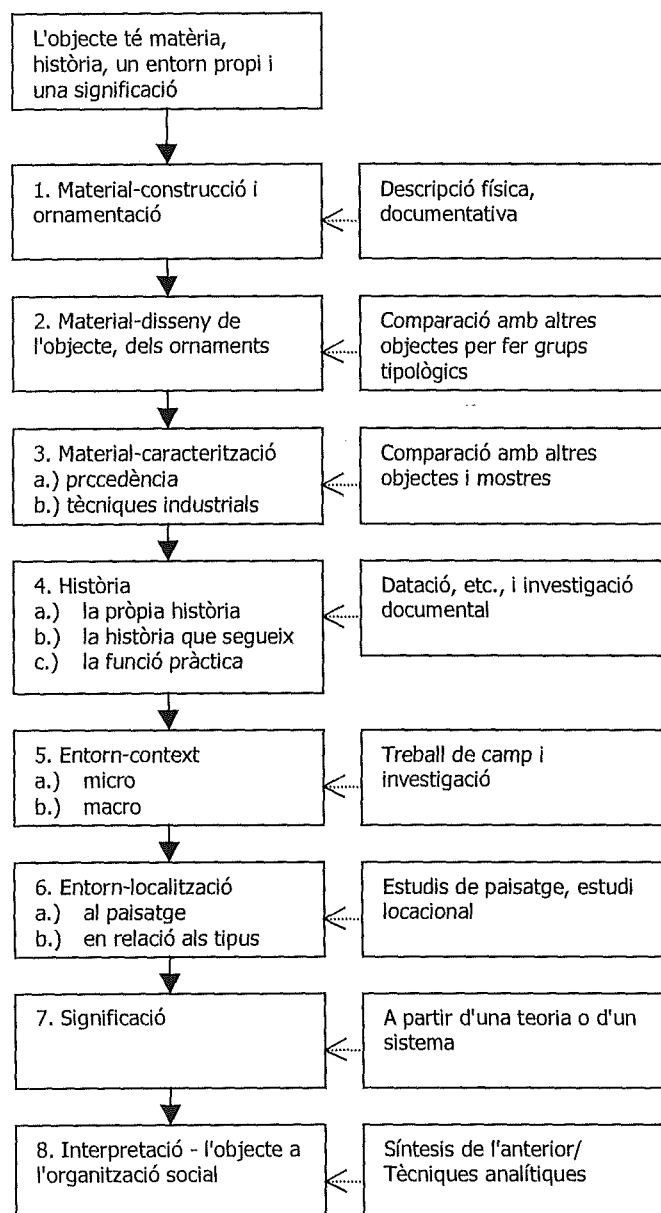 L'objecte té matèria,
història, un entorn propi i
una significació
1. Material-construcció i
ornamentació
Descripció física,
documentativa
2. Material-disseny de
l'objecte, dels ornaments
Comparació amb altres
objectes per fer grups
tipològics
3. Material-caracterització
a.) prccedència
b.) tècniques industrials
Comparació amb altres
objectes i mostres
4. Història
a.) la pròpia història
b.) la història que segueix
c.) la funció pràctica
Datació, etc., i investigació
documental
5. Entorn-context
a.) micro
b.) macro
Treball de camp i
investigació
6. Entorn-localització
a.) al paisatge
b.) en relació als tipus
Estudis de paisatge, estudi
locacional
7. Significació
A partir d'una teoria o d'un
sistema
8. Interpretació - l'objecte a
l'organització social
Síntesis de l'anterior/
Tècniques analítiques